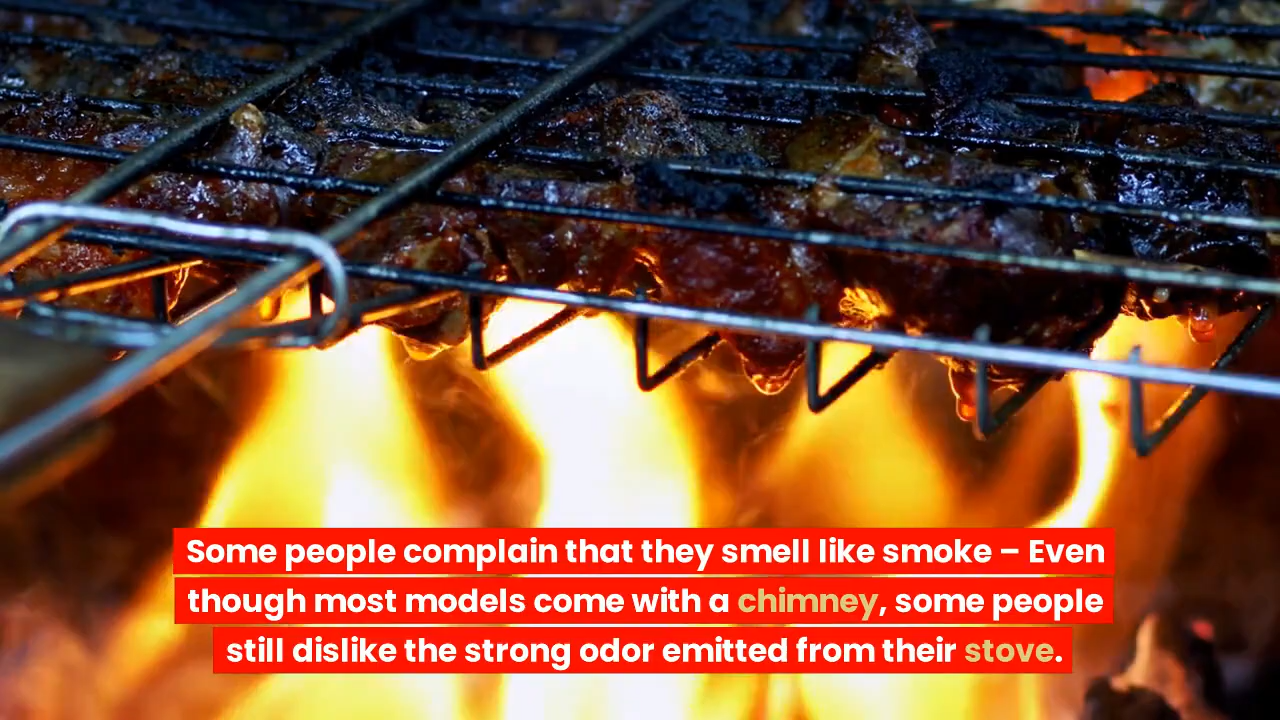 Some people complain that they smell like smoke – Even
though most models come with a chimney, some people
still dislike the strong odor emitted from their stove.